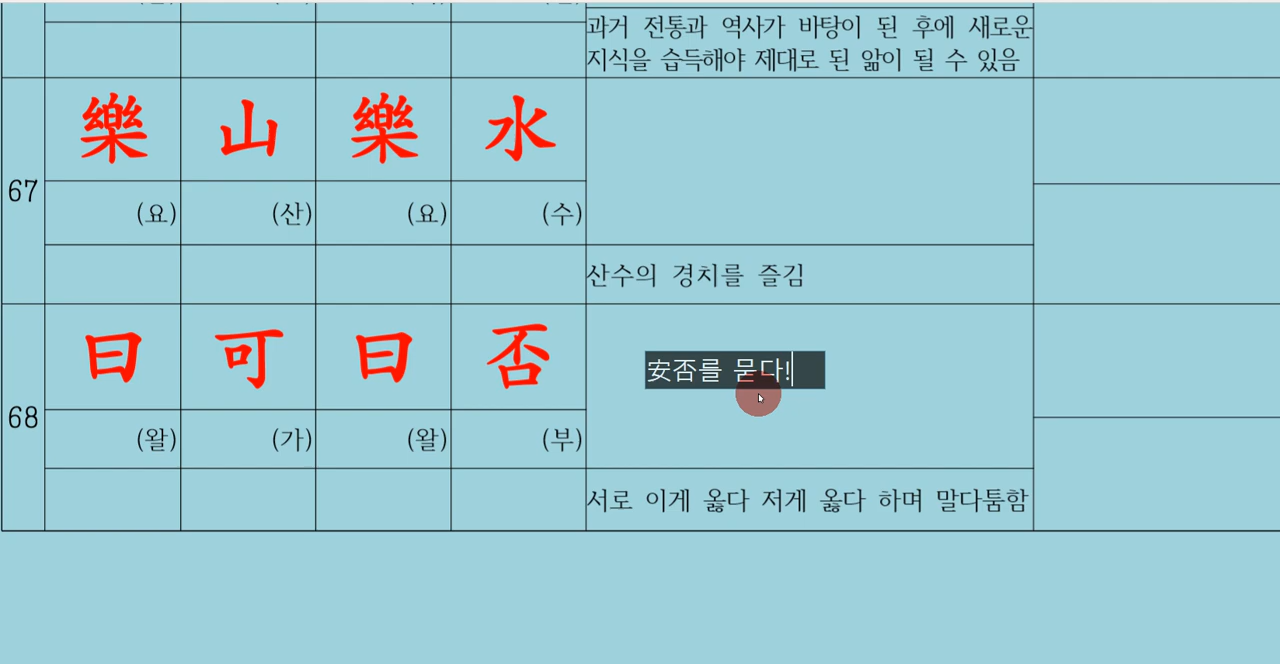 과거 전통과 역사가 바탕이 된 후에 새로운
지식을 습득해야 제대로 된 앎이 될 수 있음
67
樂 山 樂 水
(요) (산) (요) (수)
산수의 경치를 즐김
68
曰 可 曰 否
安否를 묻다!
(왈) (가) (왈) (부)
서로 이게 옳다 저게 옳다 하며 말다툼함